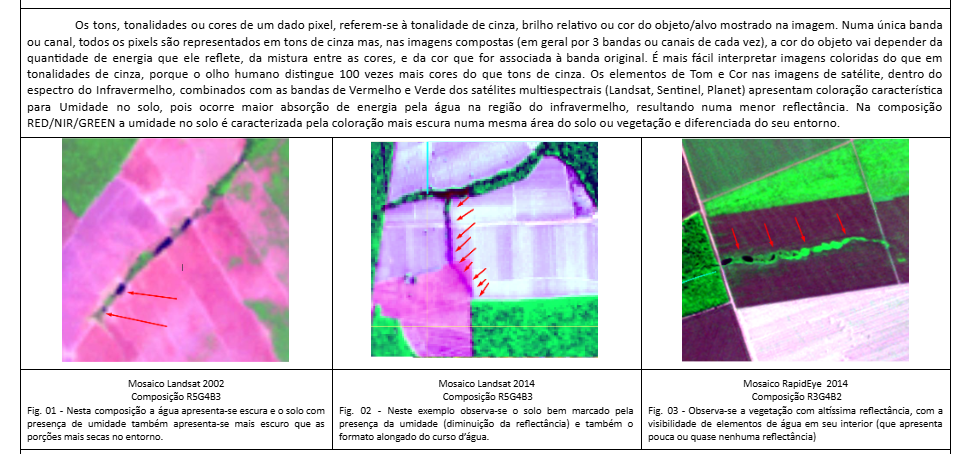 Os tons, tonalidades ou cores de um dado pixel, referem-se à tonalidade de cinza, brilho relativo ou cor do objeto/alvo mostrado na imagem. Numa única banda
ou canal, todos os pixels são representados em tons de cinza mas, nas imagens compostas (em geral por 3 bandas ou canais de cada vez), a cor do objeto vai depender da
quantidade de energia que ele reflete, da mistura entre as cores, e da cor que for associada à banda original. É mais fácil interpretar imagens coloridas do que em
tonalidades de cinza, porque o olho humano distingue 100 vezes mais cores do que tons de cinza. Os elementos de Tom e Cor nas imagens de satélite, dentro do
espectro do Infravermelho, combinados com as bandas de Vermelho e Verde dos satélites multiespectrais (Landsat, Sentinel, Planet) apresentam coloração característica
para Umidade no solo, pois ocorre maior absorção de energia pela água na região do infravermelho, resultando numa menor reflectância. Na composição
RED/NIR/GREEN a umidade no solo é caracterizada pela coloração mais escura numa mesma área do solo ou vegetação e diferenciada do seu entorno.
Mosaico Landsat 2002
Composição R5G4B3
Fig. 01 - Nesta composição a água apresenta-se escura e o solo com
presença de umidade também apresenta-se mais escuro que as
porções mais secas no entorno.
Mosaico Landsat 2014
Composição R5G4B3
Fig. 02 - Neste exemplo observa-se o solo bem marcado pela
presença da umidade (diminuição da reflectância) e também o
formato alongado do curso d'água.
Mosaico RapidEye 2014
Composição R3G4B2
Fig. 03 - Observa-se a vegetação com altíssima reflectância, com a
visibilidade de elementos de água em seu interior (que apresenta
pouca ou quase nenhuma reflectância)